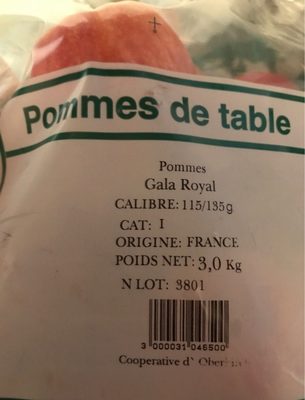 Pommes de table
Pommes
Gala Royal
CALIBRE: 115/135g
CAT: I
ORIGINE: FRANCE
POIDS NET: 3,0 Kg
N LOT: 3801
3 000031 046500
Cooperative d'